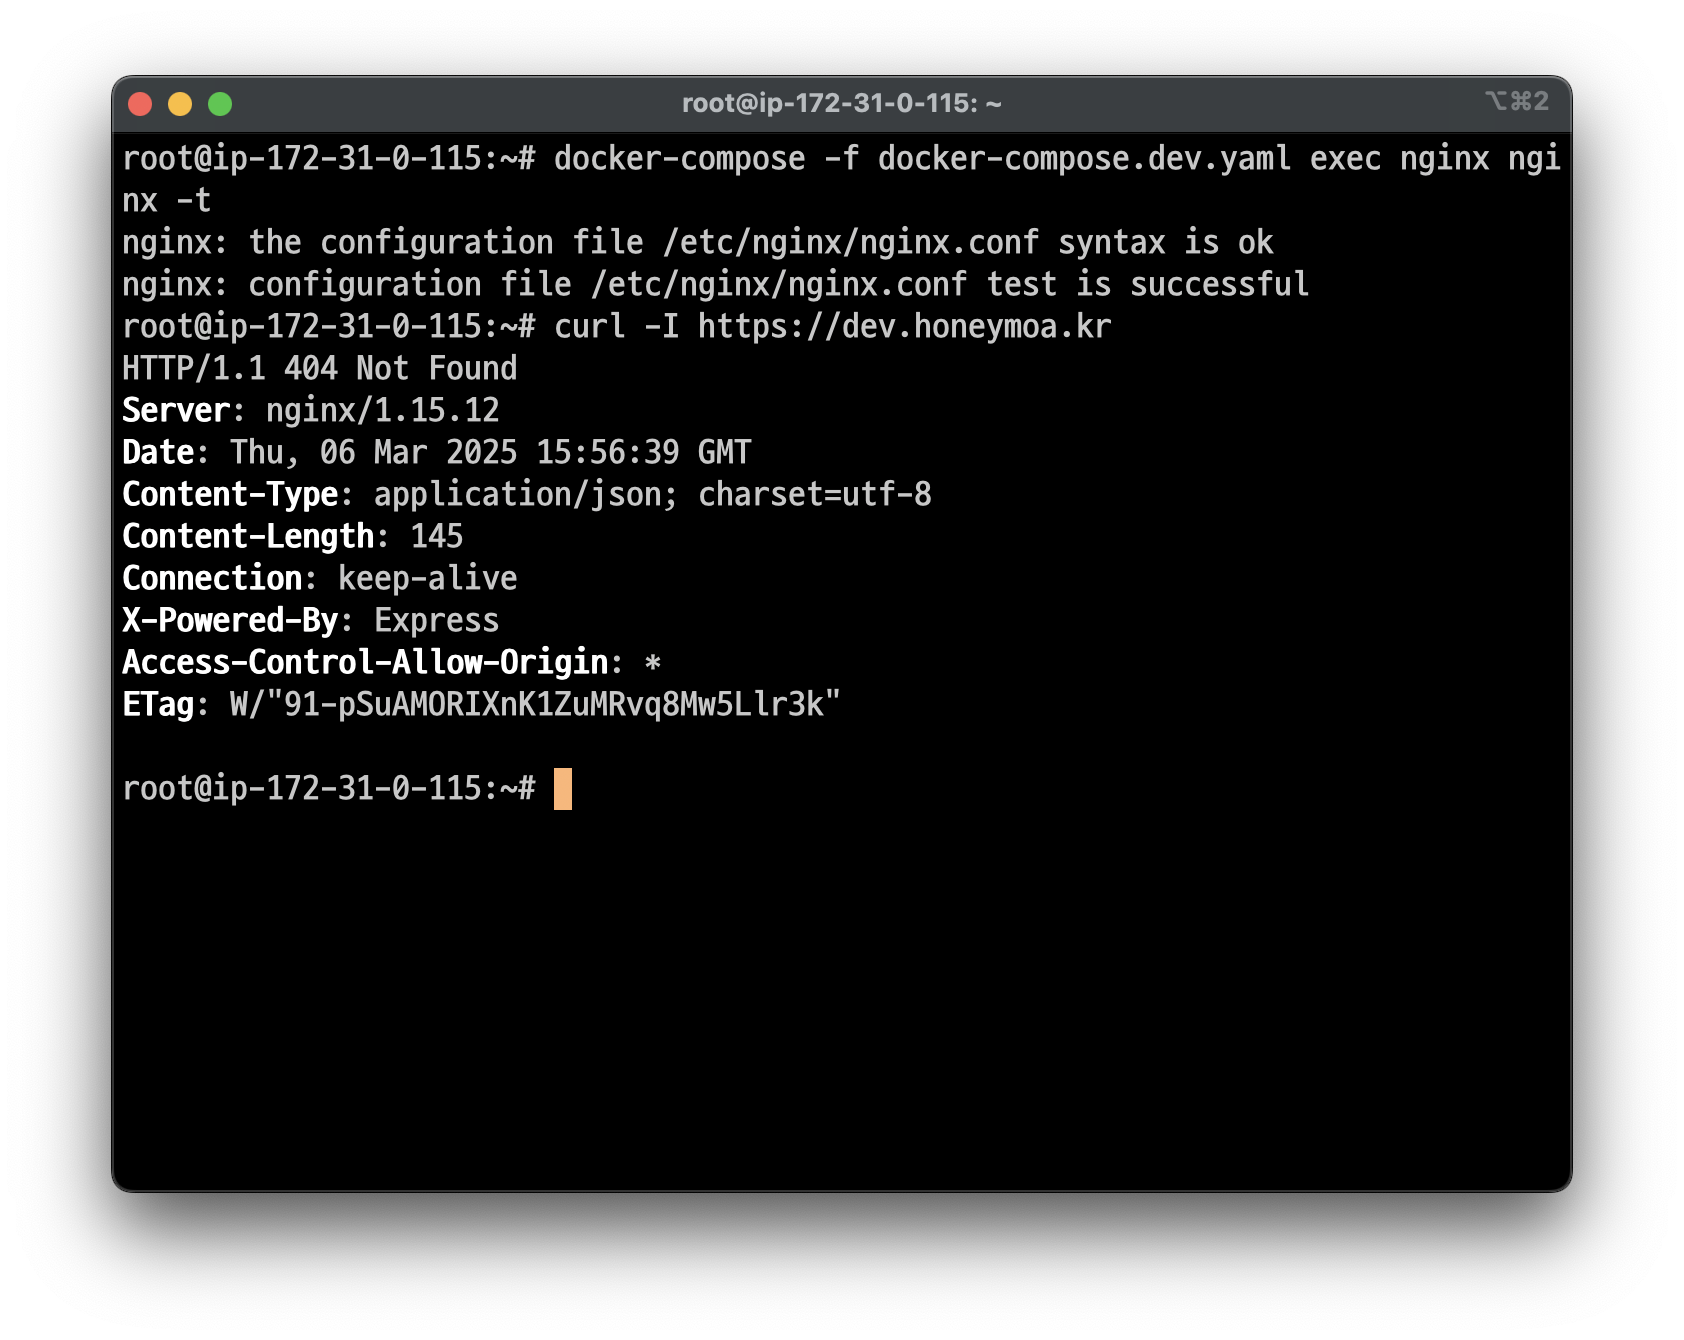 root@ip-172-31-0-115: ~
⌥⌘2
root@ip-172-31-0-115:~# docker-compose -f docker-compose.dev.yaml exec nginx ngi
nx -t
nginx: the configuration file /etc/nginx/nginx.conf syntax is ok
nginx: configuration file /etc/nginx/nginx.conf test is successful
root@ip-172-31-0-115:~# curl -I https://dev.honeymoa.kr
HTTP/1.1 404 Not Found
Server: nginx/1.15.12
Date: Thu, 06 Mar 2025 15:56:39 GMT
Content-Type: application/json; charset=utf-8
Content-Length: 145
Connection: keep-alive
X-Powered-By: Express
Access-Control-Allow-Origin: *
ETag: W/"91-pSuAMORIXnK1ZuMRvq8Mw5Llr3k"
root@ip-172-31-0-115:~#